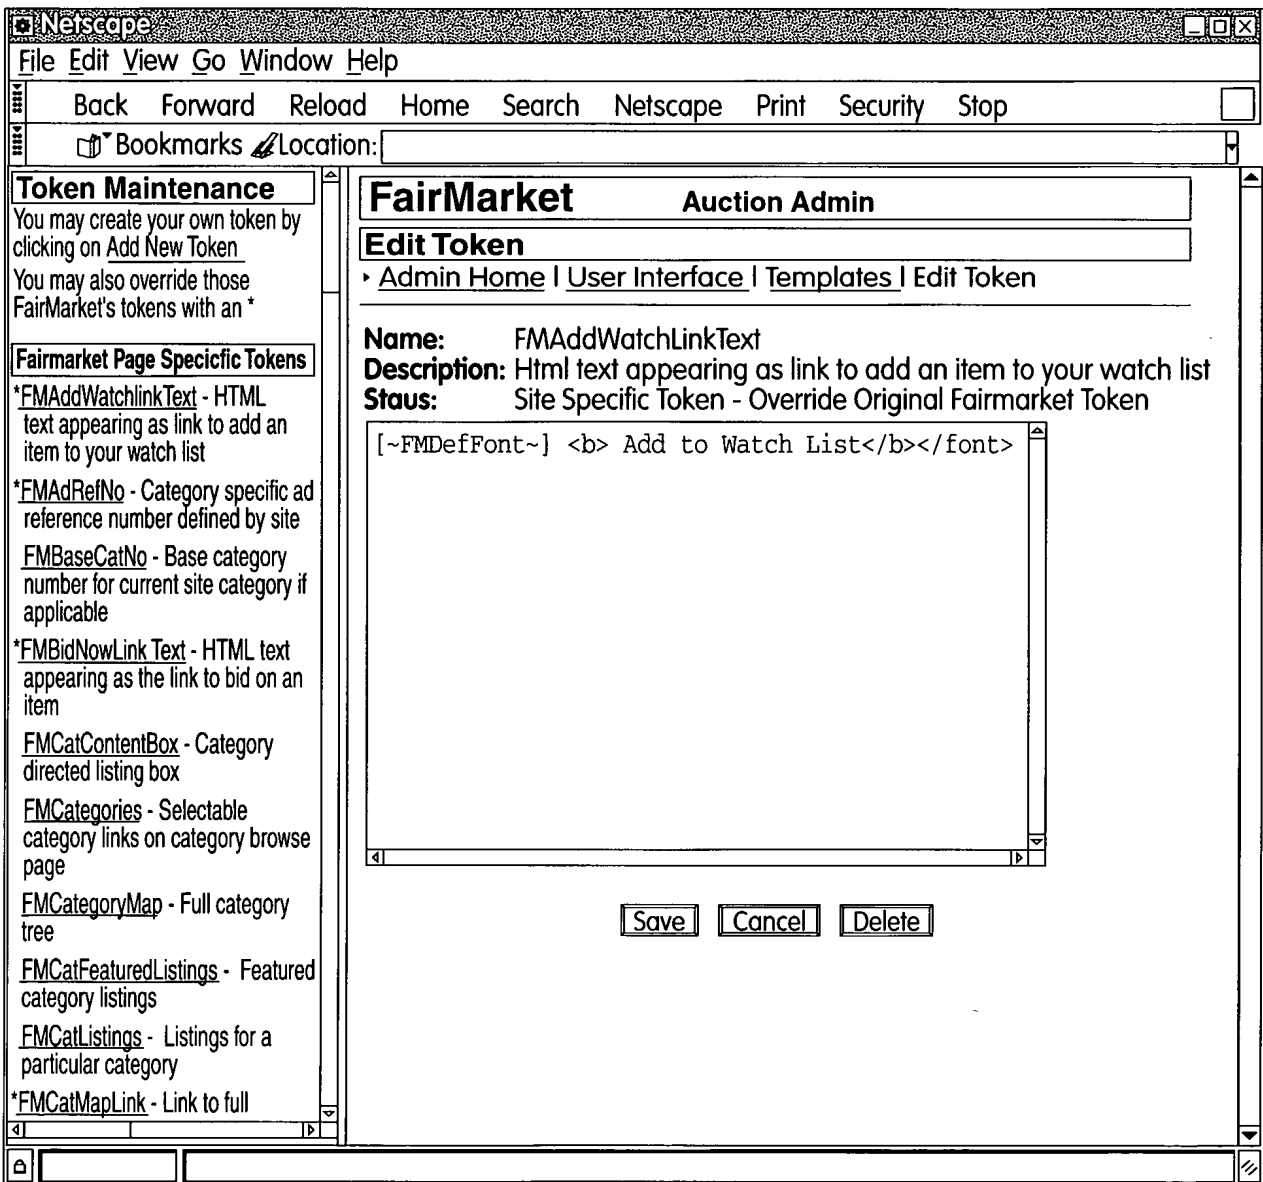 Netscape
File Edit View Go Window Help
Back Forward Reload Home Search Netscape Print Security Stop
Bookmarks Location:
Token Maintenance
You may create your own token by
clicking on Add New Token
You may also override those
FairMarket's tokens with an *
Fairmarket Page Specicfic Tokens
*FMAddWatchlinkText - HTML
text appearing as link to add an
item to your watch list
*FMAdRefNo - Category specific ad
reference number defined by site
FMBaseCatNo - Base category
number for current site category if
applicable
*FMBidNowLink Text - HTML text
appearing as the link to bid on an
item
FMCatContentBox - Category
directed listing box
FMCategories - Selectable
category links on category browse
page
FMCategoryMap - Full category
tree
FMCatFeaturedListings - Featured
category listings
FMCatListings - Listings for a
particular category
*FMCatMapLink - Link to full
FairMarket Auction Admin
Edit Token
Admin Home | User Interface | Templates | Edit Token
Name: FMAddWatchLinkText
Description: Html text appearing as link to add an item to your watch list
Staus: Site Specific Token - Override Original Fairmarket Token
[~FMDefFont~] <b> Add to Watch List</b></font>
Save Cancel Delete